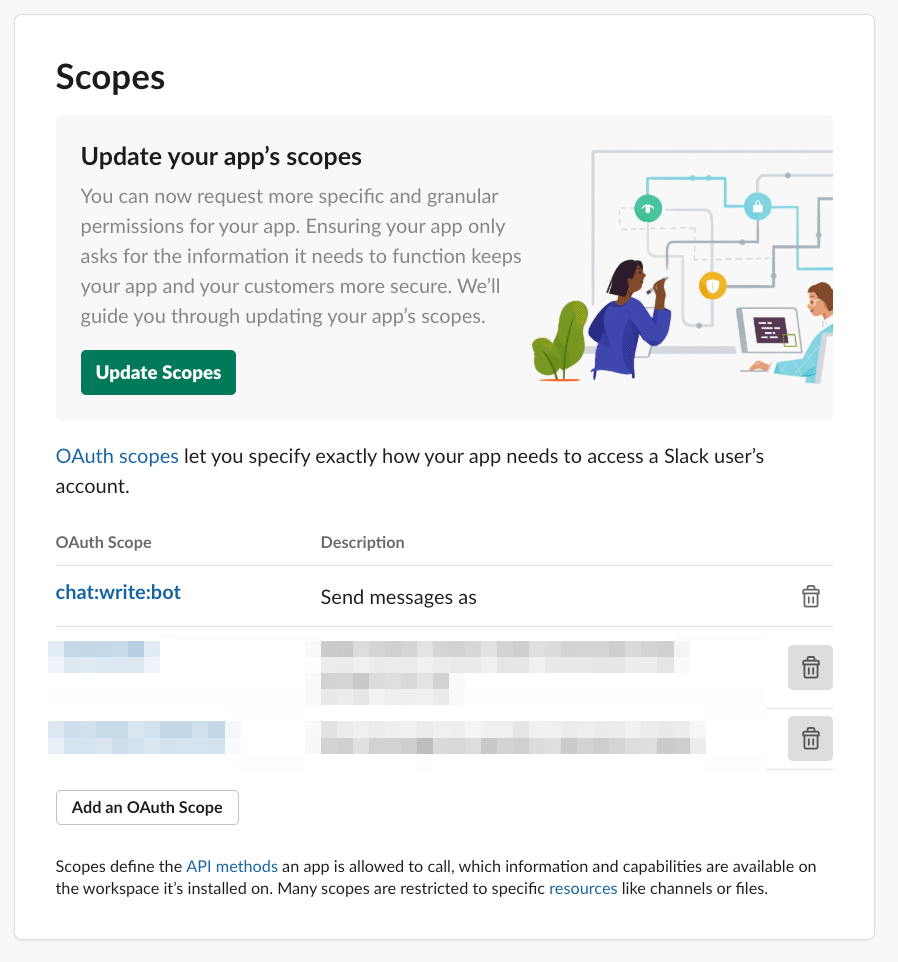 Scopes
Update your app's scopes
You can now request more specific and granular
permissions for your app. Ensuring your app only
asks for the information it needs to function keeps
your app and your customers more secure. We'll
guide you through updating your app's scopes.
Update Scopes
OAuth scopes let you specify exactly how your app needs to access a Slack user's
account.
OAuth Scope Description
chat:write:bot Send messages as
Add an OAuth Scope
Scopes define the API methods an app is allowed to call, which information and capabilities are available on
the workspace it's installed on. Many scopes are restricted to specific resources like channels or files.